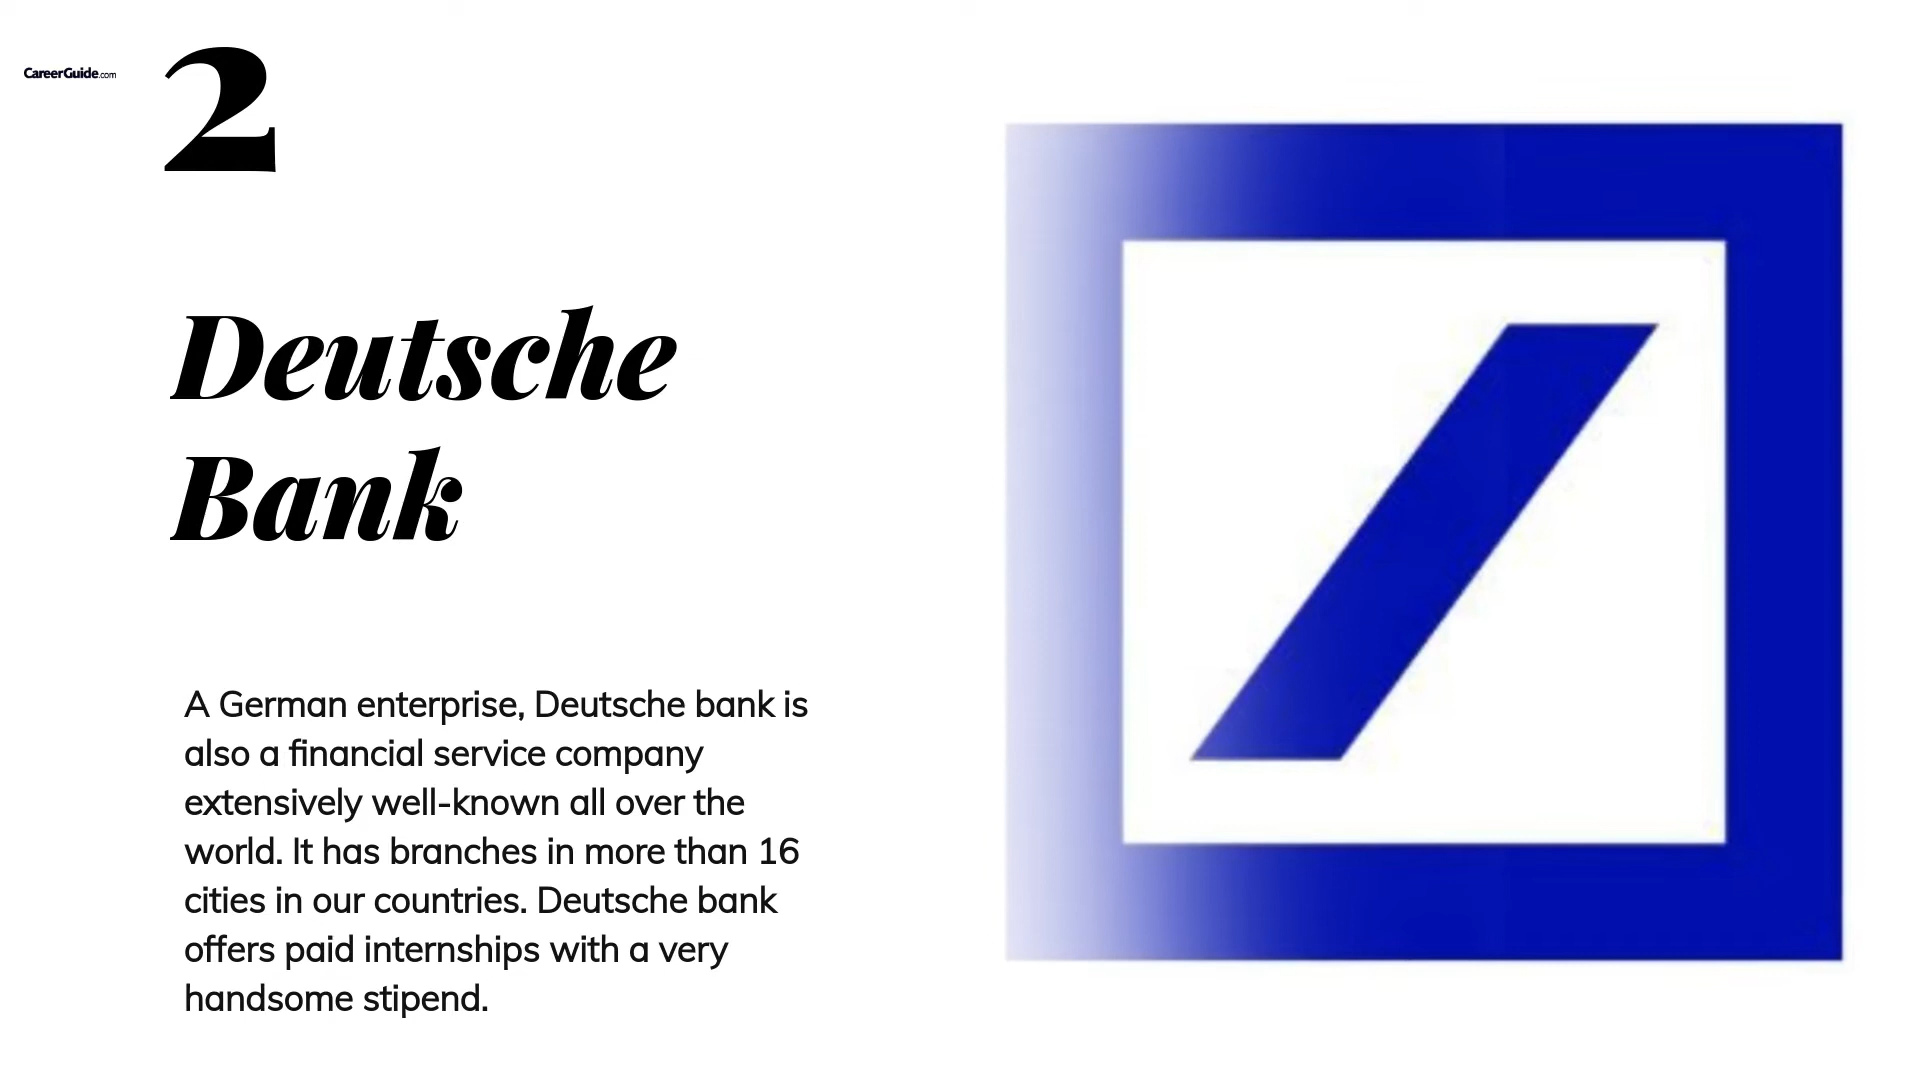 CareerGuide.com
2
Deutsche
Bank
A German enterprise, Deutsche bank is
also a financial service company
extensively well-known all over the
world. It has branches in more than 16
cities in our countries. Deutsche bank
offers paid internships with a very
handsome stipend.